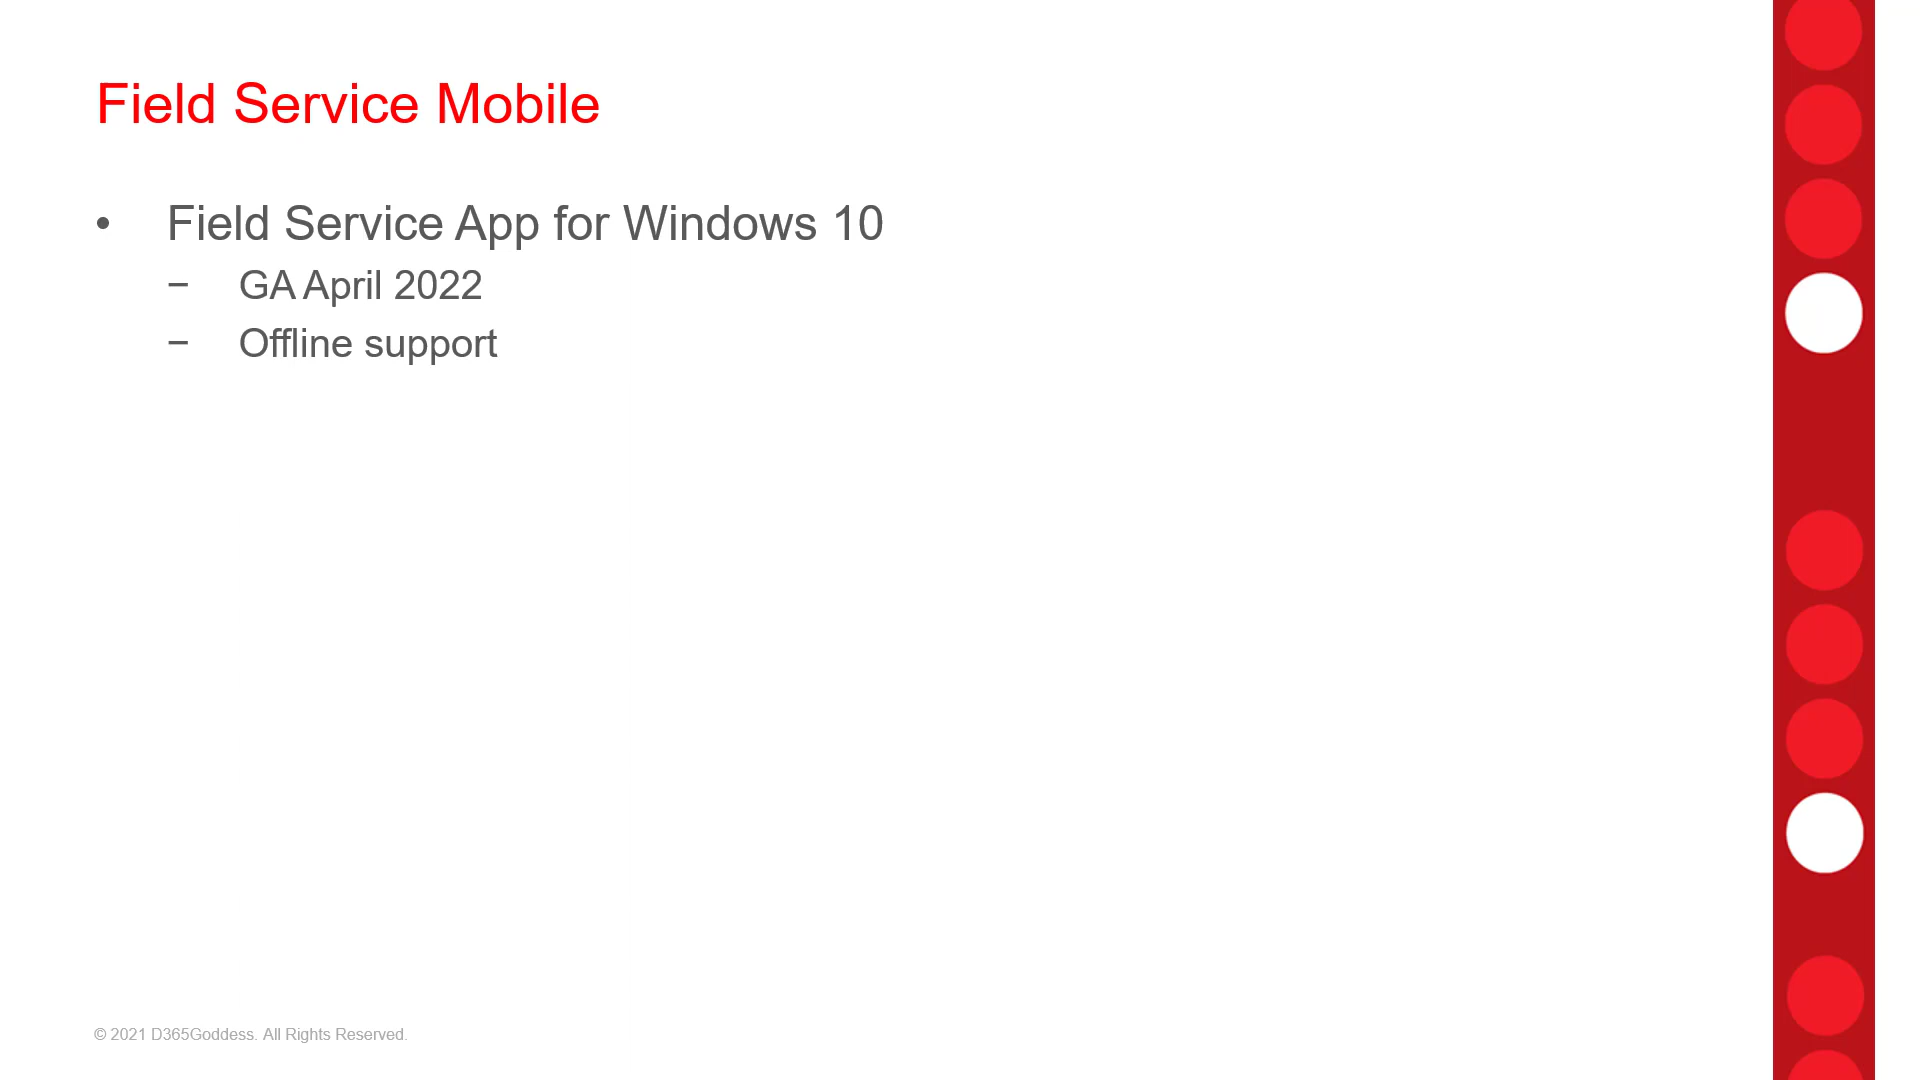 Field Service Mobile
• Field Service App for Windows 10
− GA April 2022
− Offline support
© 2021 D365Goddess. All Rights Reserved.